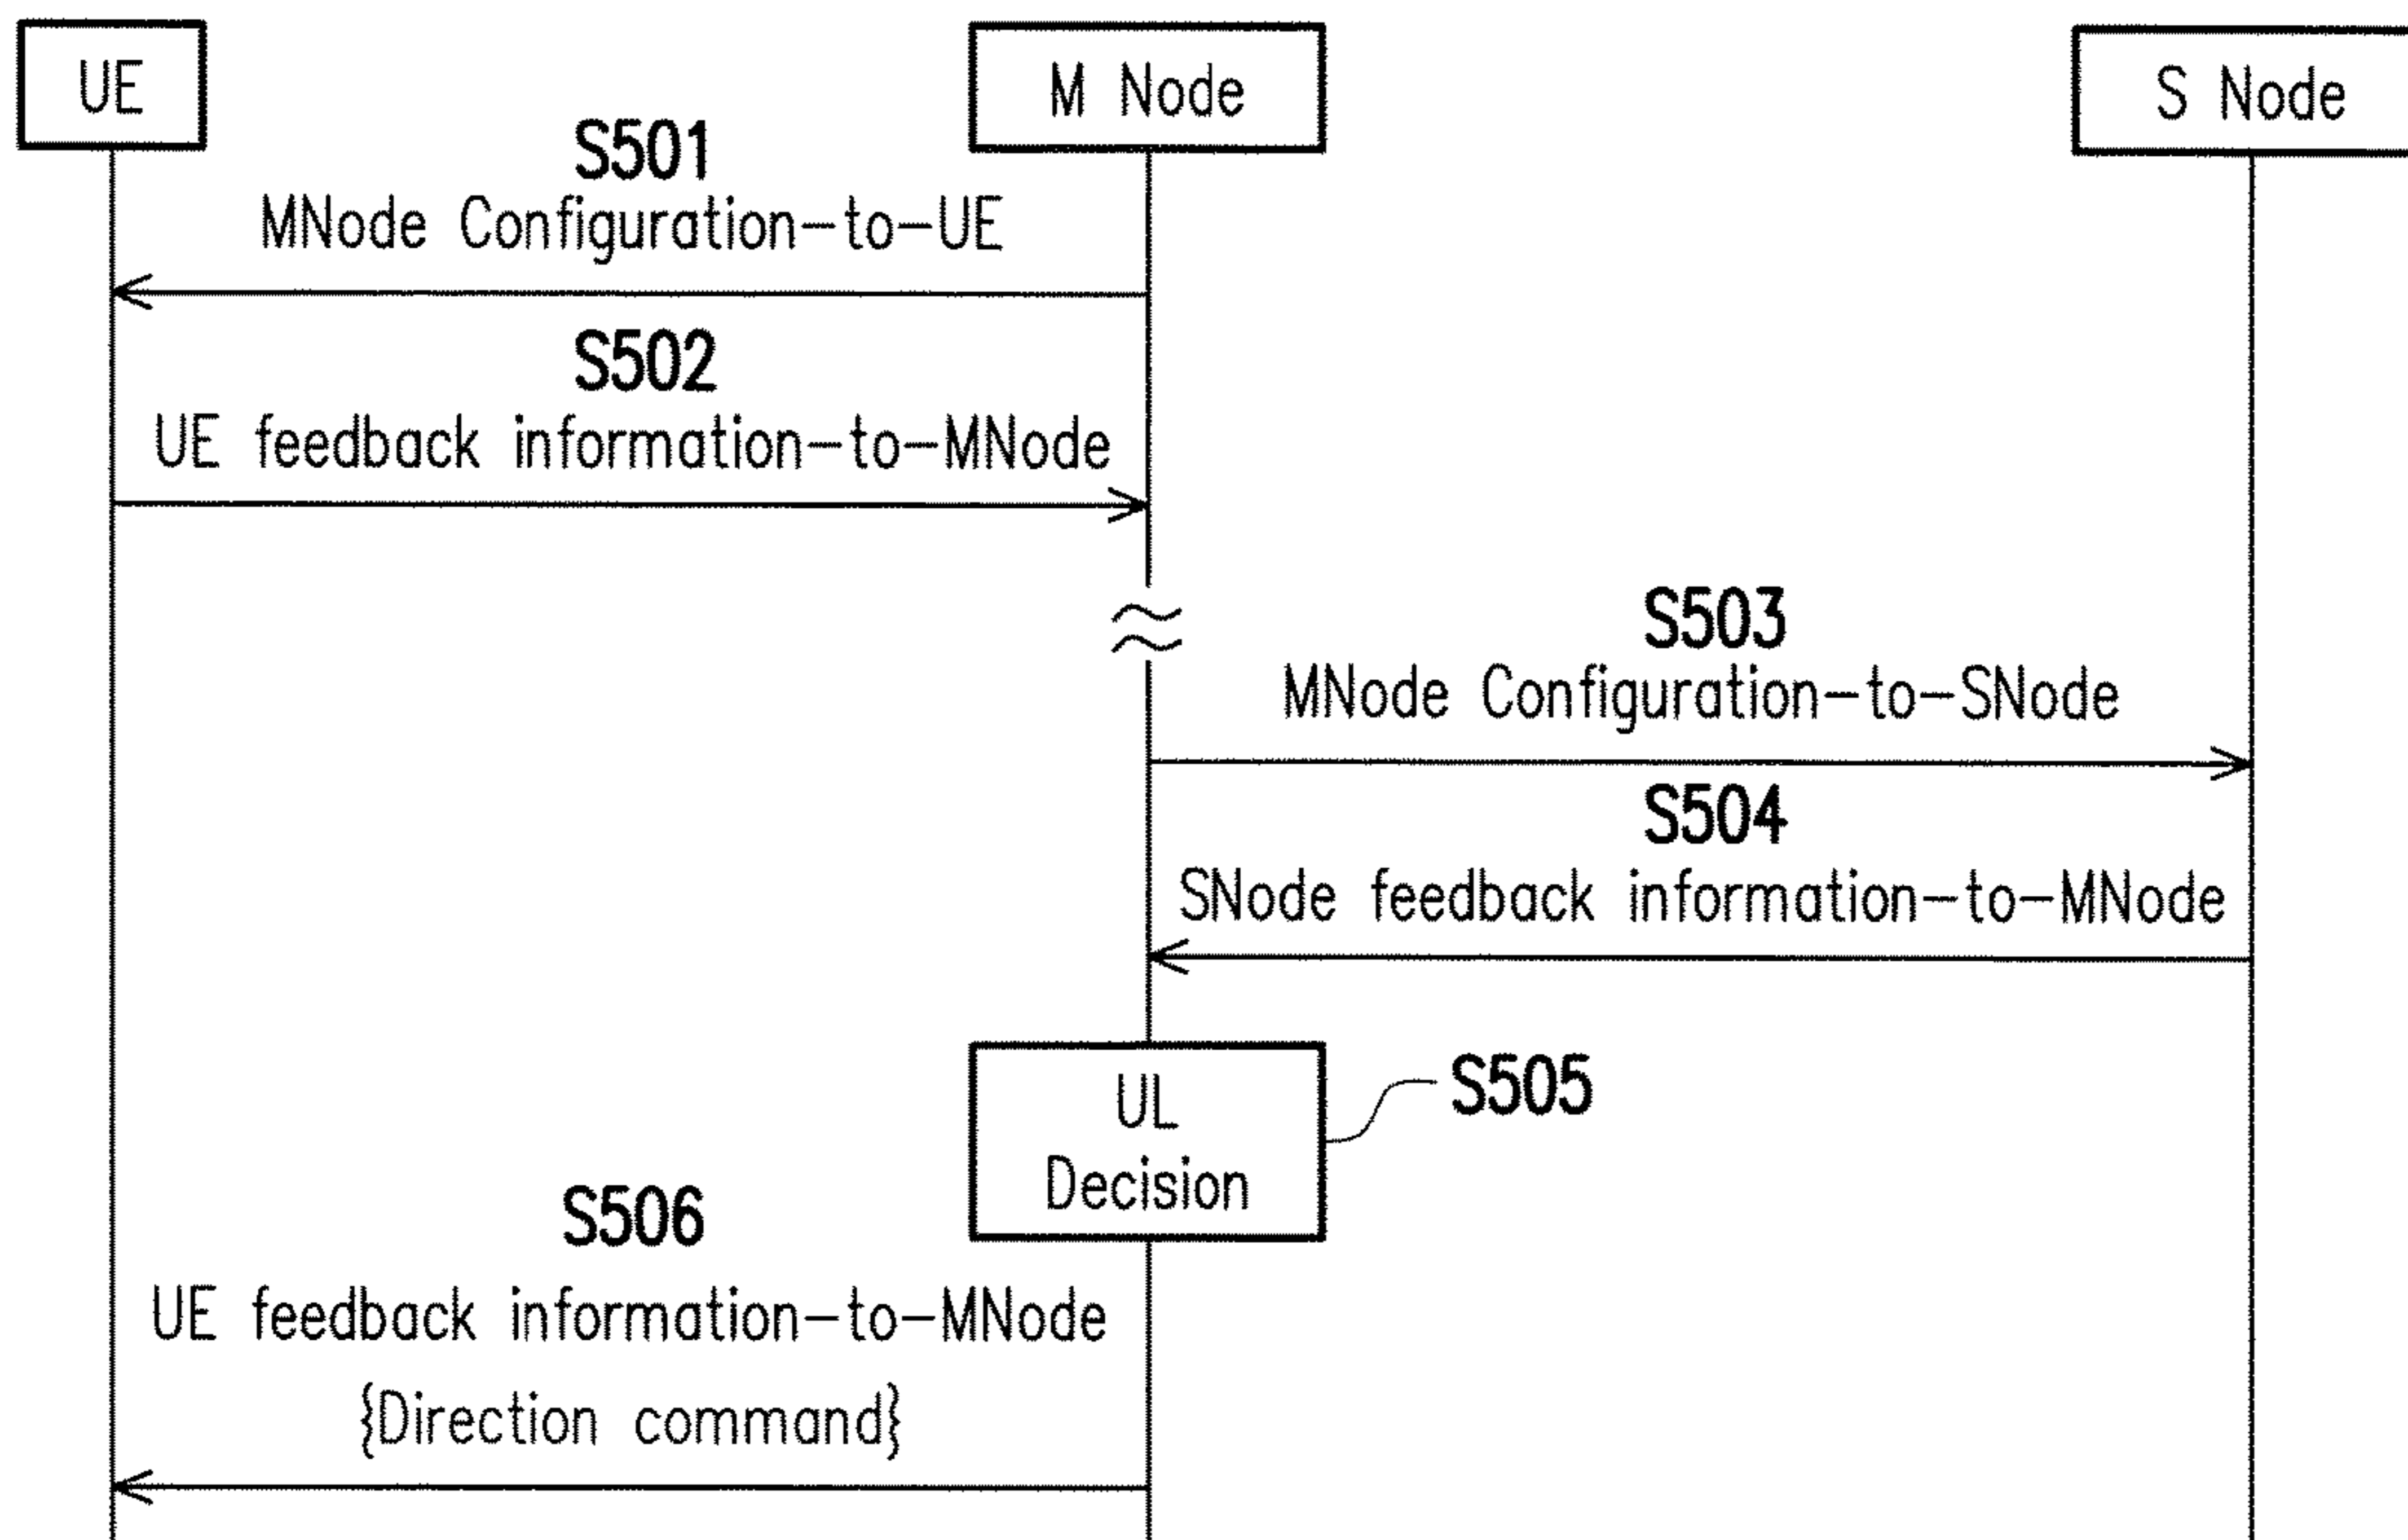 UE
M Node
S Node
S501
MNode Configuration-to-UE
S502
UE feedback information-to-MNode
S503
MNode Configuration-to-SNode
S504
SNode feedback information-to-MNode
UL
Decision
S505
S506
UE feedback information-to-MNode
{Direction command}